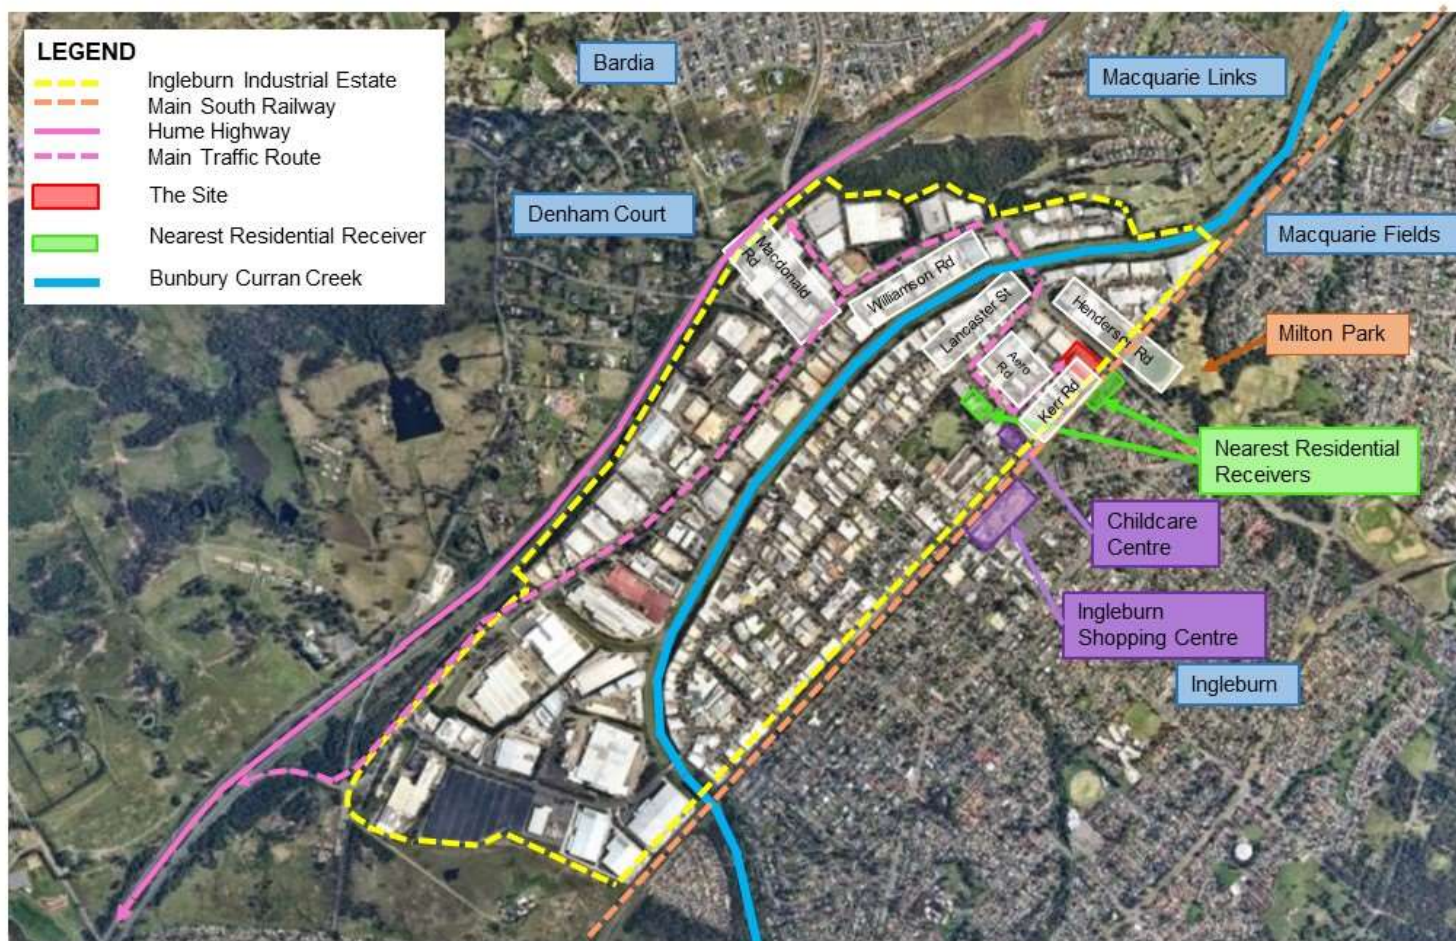 LEGEND
Ingleburn Industrial Estate
Main South Railway
Hume Highway
Main Traffic Route
The Site
Nearest Residential Receiver
Bunbury Curran Creek
Bardia
Macquarie Links
Denham Court
Macquarie Fields
Macdonald
Rd
Williamson Rd
Lancaster St
Henderson Rd
Milton Park
Aero
Rd
Kerr Rd
Nearest Residential
Receivers
Childcare
Centre
Ingleburn
Shopping Centre
Ingleburn